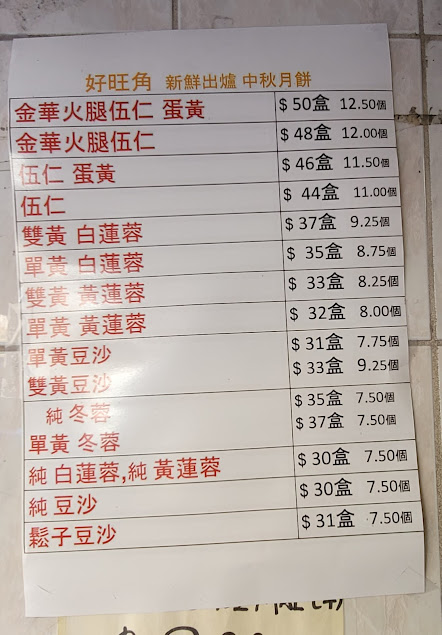 好旺角 新鮮出爐 中秋月餅
金華火腿伍仁 蛋黃 $50盒 12.50個
金華火腿伍仁 $48盒 12.00個
伍仁 蛋黃 $46盒 11.50個
伍仁 $ 44盒 11.00個
雙黃 白蓮蓉 $37盒 9.25個
單黃 白蓮蓉 $ 35盒 8.75個
雙黃 黃蓮蓉 $ 33盒 8.25個
單黃 黃蓮蓉 $ 32盒 8.00個
單黃豆沙 $31盒 7.75個
雙黃豆沙 $33盒 9.25個
純 冬蓉 $35盒 7.50個
單黃 冬蓉 $37盒 7.50個
純 白蓮蓉,純 黃蓮蓉 $30盒 7.50個
純 豆沙 $30盒 7.50個
鬆子豆沙 $31盒 7.50個